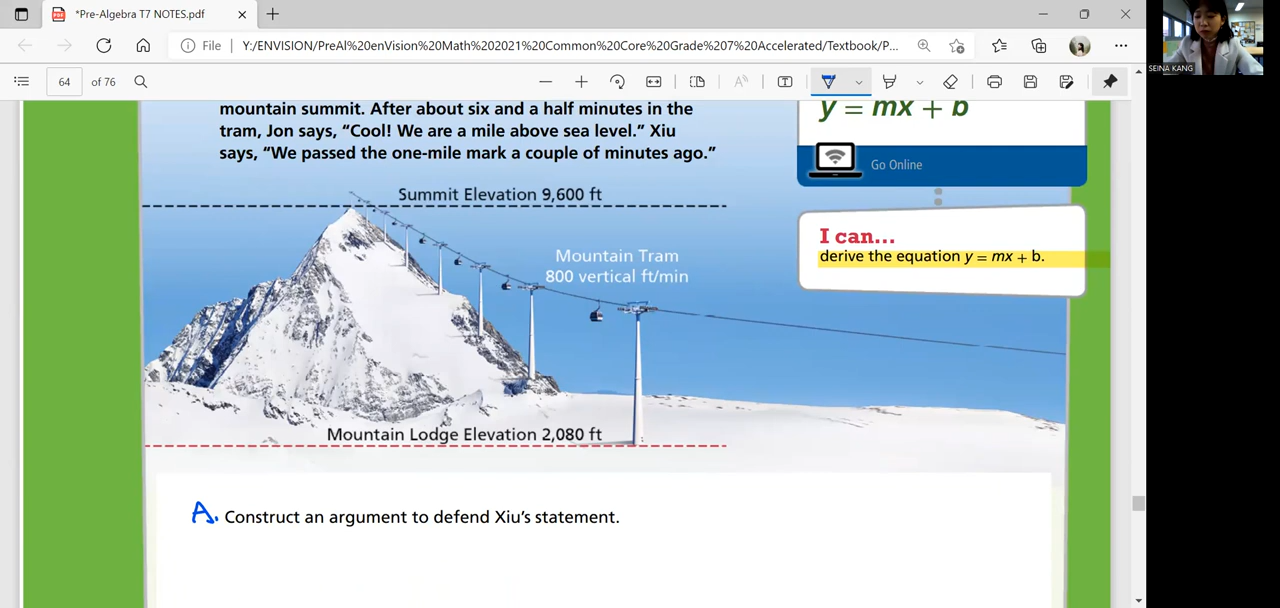 *Pre-Algebra T7 NOTES.pdf
SEINA KANG
File
Y:/ENVISION/PreAl%20enVision%20Math%202021%20Common%20Core%20Grade%207%20Accelerated/Textbook/P...
64 of 76
mountain summit. After about six and a half minutes in the
tram, Jon says, “Cool! We are a mile above sea level.” Xiu
says, “We passed the one-mile mark a couple of minutes ago.”
y = mx + b
Go Online
Summit Elevation 9,600 ft
I can...
derive the equation y = mx + b.
Mountain Tram
800 vertical ft/min
Mountain Lodge Elevation 2,080 ft
A. Construct an argument to defend Xiu’s statement.